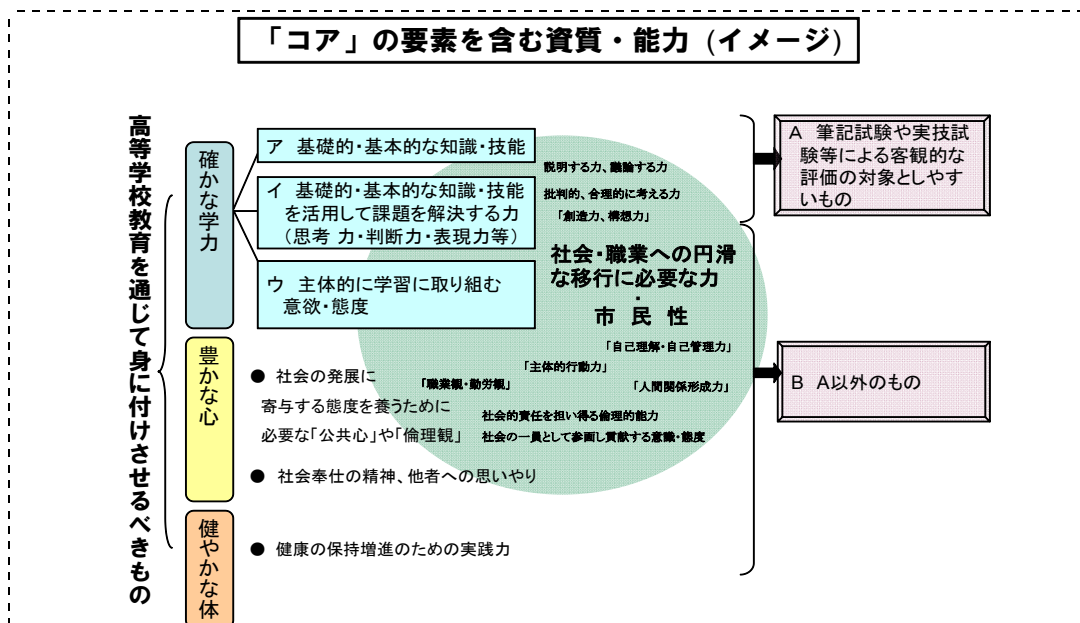 「コア」の要素を含む資質・能力 (イメージ)
高等学校教育を通じて身に付けさせるべきもの
確かな学力
ア 基礎的・基本的な知識・技能
イ 基礎的・基本的な知識・技能
を活用して課題を解決する力
(思考 力・判断力・表現力等)
ウ 主体的に学習に取り組む
意欲・態度
説明する力、議論する力
批判的、合理的に考える力
「創造力、構想力」
社会・職業への円滑
な移行に必要な力
・
市 民 性
「自己理解・自己管理力」
「主体的行動力」
「職業観・勤労観」
「人間関係形成力」
社会的責任を担い得る倫理的能力
社会の一員として参画し貢献する意識・態度
豊かな心
● 社会の発展に
寄与する態度を養うために
必要な「公共心」や「倫理観」
● 社会奉仕の精神、他者への思いやり
健やかな体
● 健康の保持増進のための実践力
A 筆記試験や実技試
験等による客観的な
評価の対象としやす
いもの
B A以外のもの